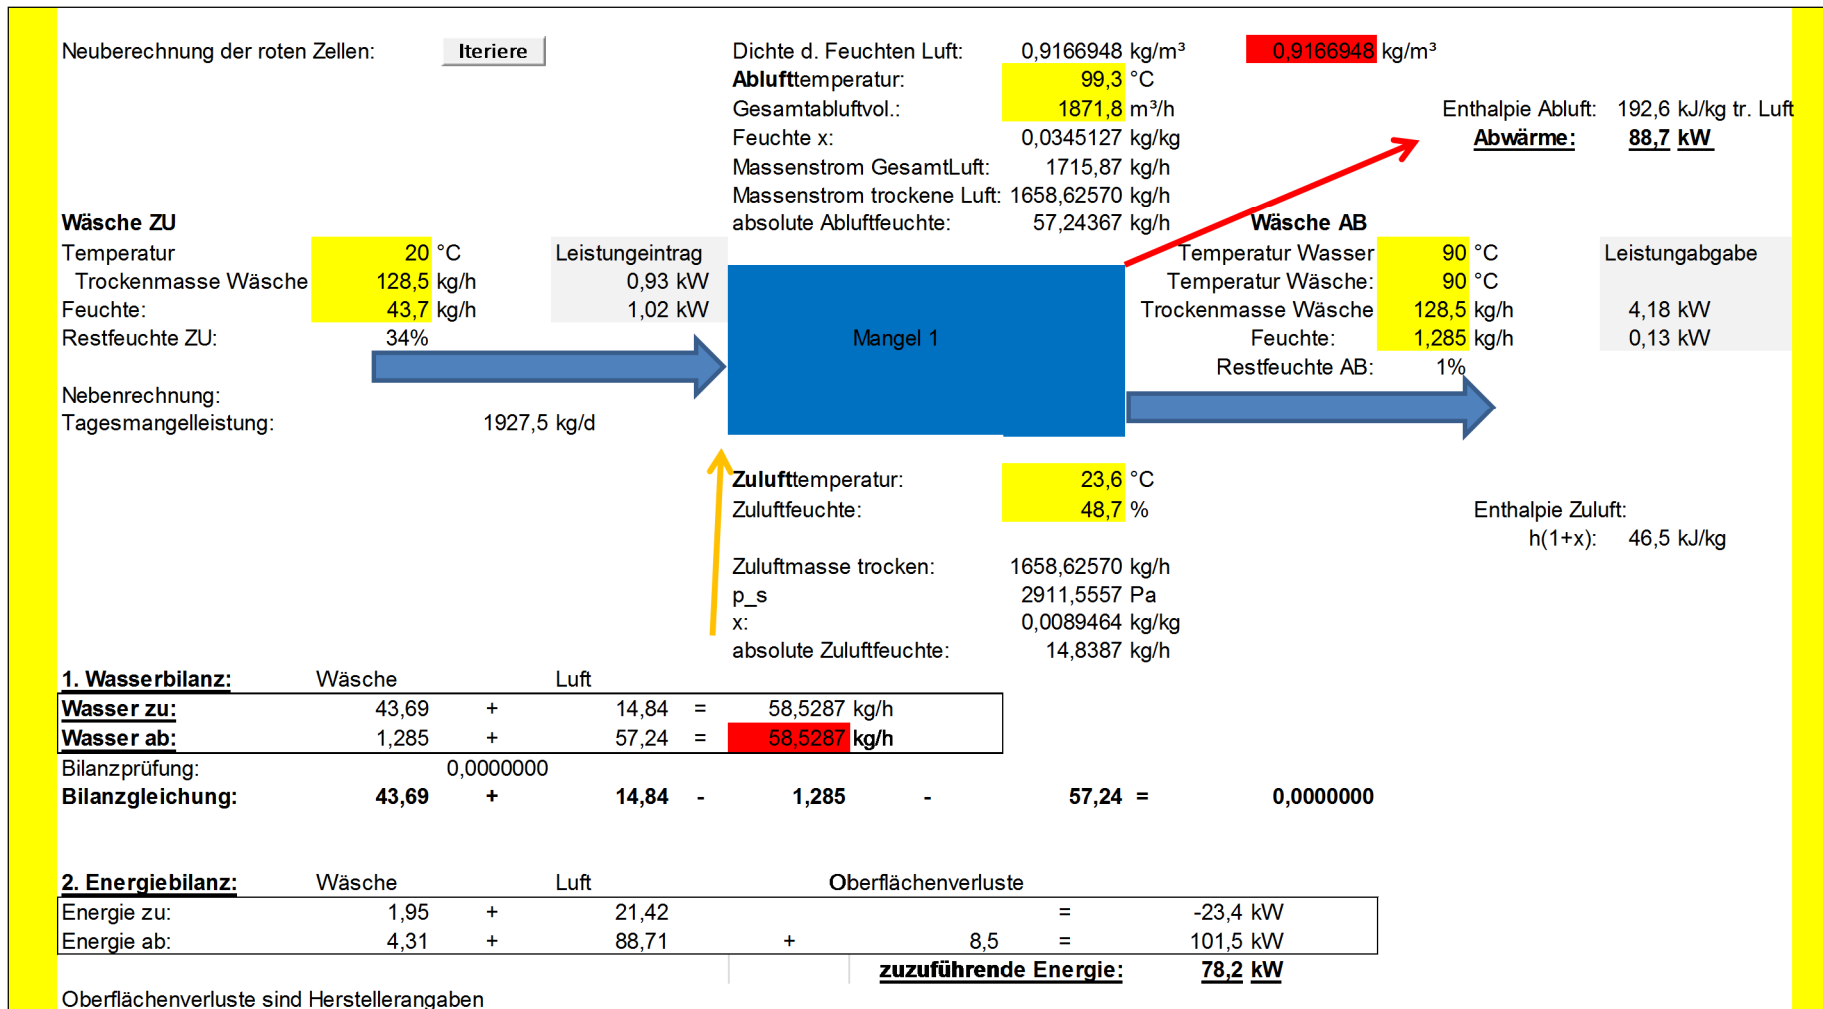 Neuberechnung der roten Zellen: Iteriere Dichte d. Feuchten Luft: 0,9166948 kg/m³ 0,9166948 kg/m³
Ablufttemperatur: 99,3 °C
Gesamtabluftvol.: 1871,8 m³/h Enthalpie Abluft: 192,6 kJ/kg tr. Luft
Feuchte x: 0,0345127 kg/kg Abwärme: 88,7 kW
Massenstrom GesamtLuft: 1715,87 kg/h
Massenstrom trockene Luft: 1658,62570 kg/h
Wäsche ZU absolute Abluftfeuchte: 57,24367 kg/h Wäsche AB
Temperatur 20 °C Leistungeintrag Temperatur Wasser 90 °C Leistungabgabe
Trockenmasse Wäsche 128,5 kg/h 0,93 kW Temperatur Wäsche: 90 °C
Feuchte: 43,7 kg/h 1,02 kW Trockenmasse Wäsche 128,5 kg/h 4,18 kW
Restfeuchte ZU: 34% Mangel 1 Feuchte: 1,285 kg/h 0,13 kW
Restfeuchte AB: 1%
Nebenrechnung:
Tagesmangelleistung: 1927,5 kg/d
Zulufttemperatur: 23,6 °C
Zuluftfeuchte: 48,7 % Enthalpie Zuluft:
h(1+x): 46,5 kJ/kg
Zuluftmasse trocken: 1658,62570 kg/h
p_s 2911,5557 Pa
x: 0,0089464 kg/kg
absolute Zuluftfeuchte: 14,8387 kg/h
1. Wasserbilanz: Wäsche Luft
Wasser zu: 43,69 + 14,84 = 58,5287 kg/h
Wasser ab: 1,285 + 57,24 = 58,5287 kg/h
Bilanzprüfung: 0,0000000
Bilanzgleichung: 43,69 + 14,84 - 1,285 - 57,24 = 0,0000000
2. Energiebilanz: Wäsche Luft Oberflächenverluste
Energie zu: 1,95 + 21,42 = -23,4 kW
Energie ab: 4,31 + 88,71 + 8,5 = 101,5 kW
zuzuführende Energie: 78,2 kW
Oberflächenverluste sind Herstellerangaben